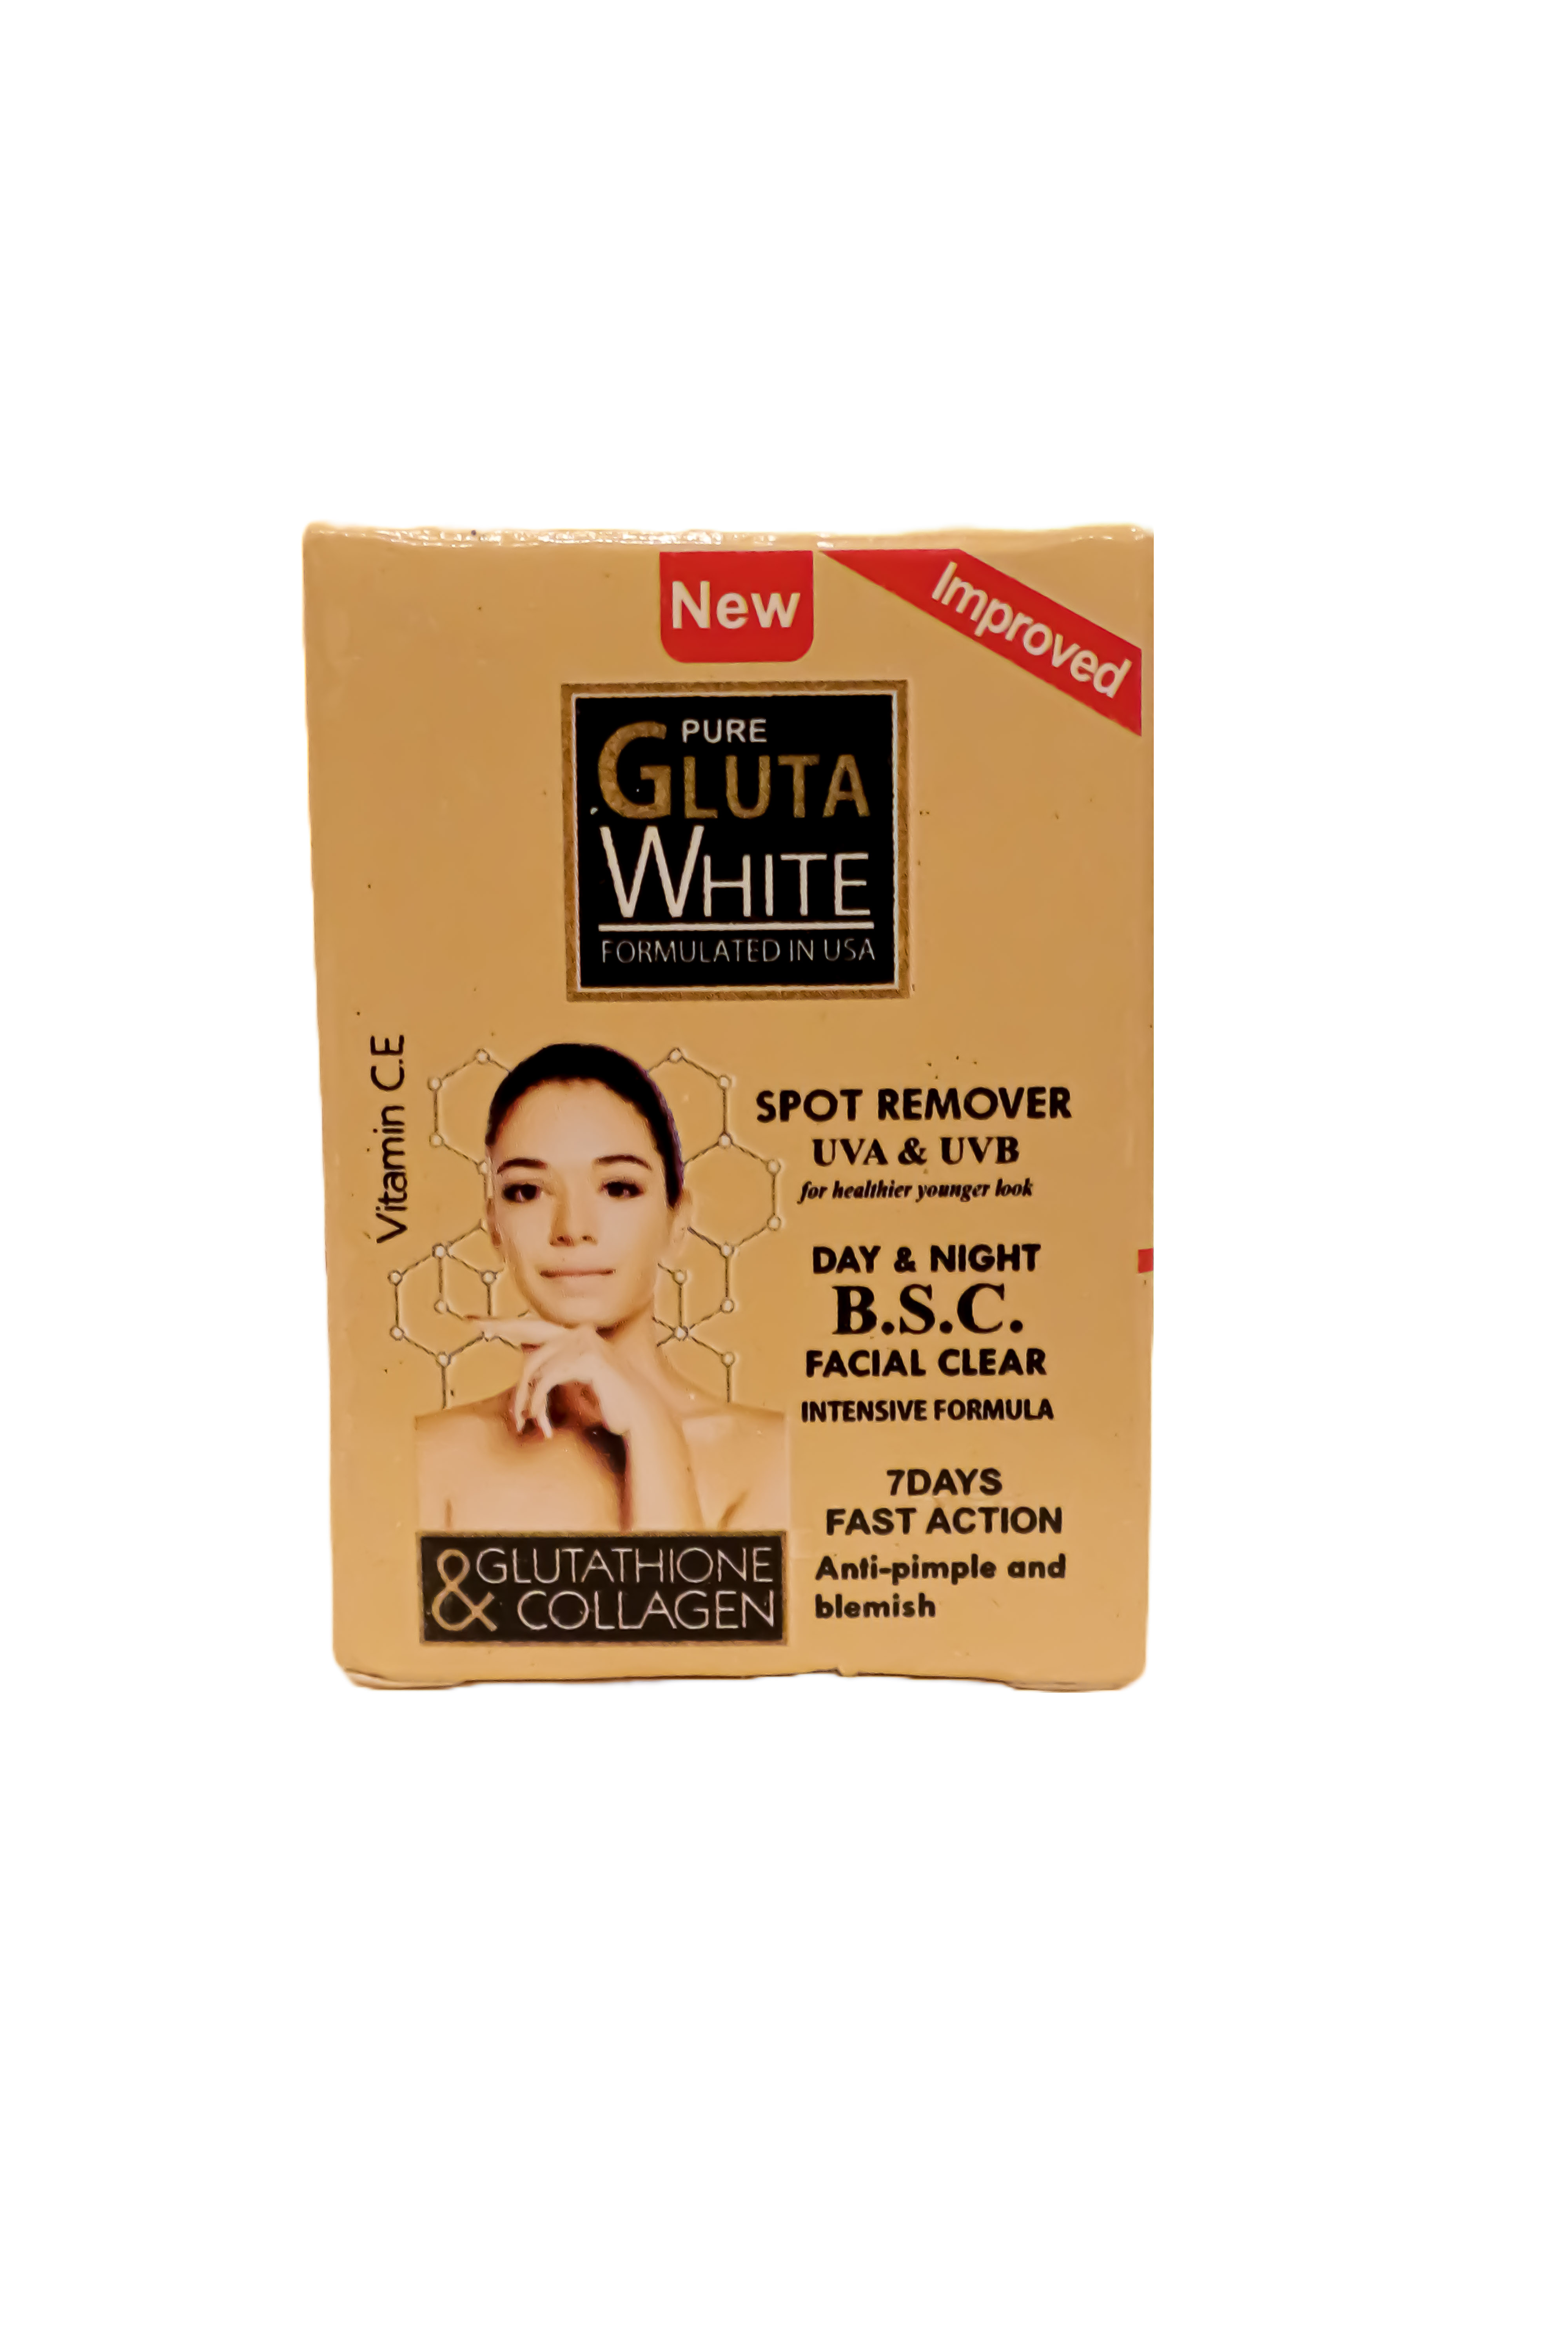 New
Improved
PURE
GLUTA
WHITE
FORMULATED IN USA
Vitamin C.E
SPOT REMOVER
UVA & UVB
for healthier younger look
DAY & NIGHT
B.S.C.
FACIAL CLEAR
INTENSIVE FORMULA
7DAYS
FAST ACTION
Anti-pimple and
blemish
& GLUTATHIONE
COLLAGEN